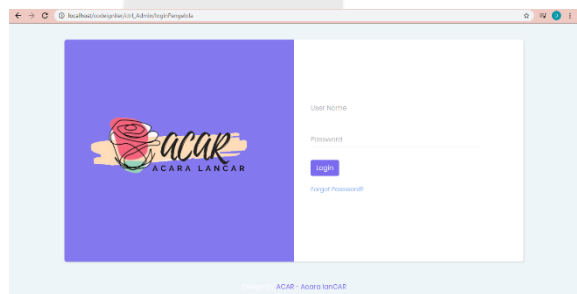 localhost/codeigniter/ctrl_Admin/loginPengelola
acar
ACARA LANCAR
User Name
Password
Login
Forgot Password?
ACAR - Acara lanCAR